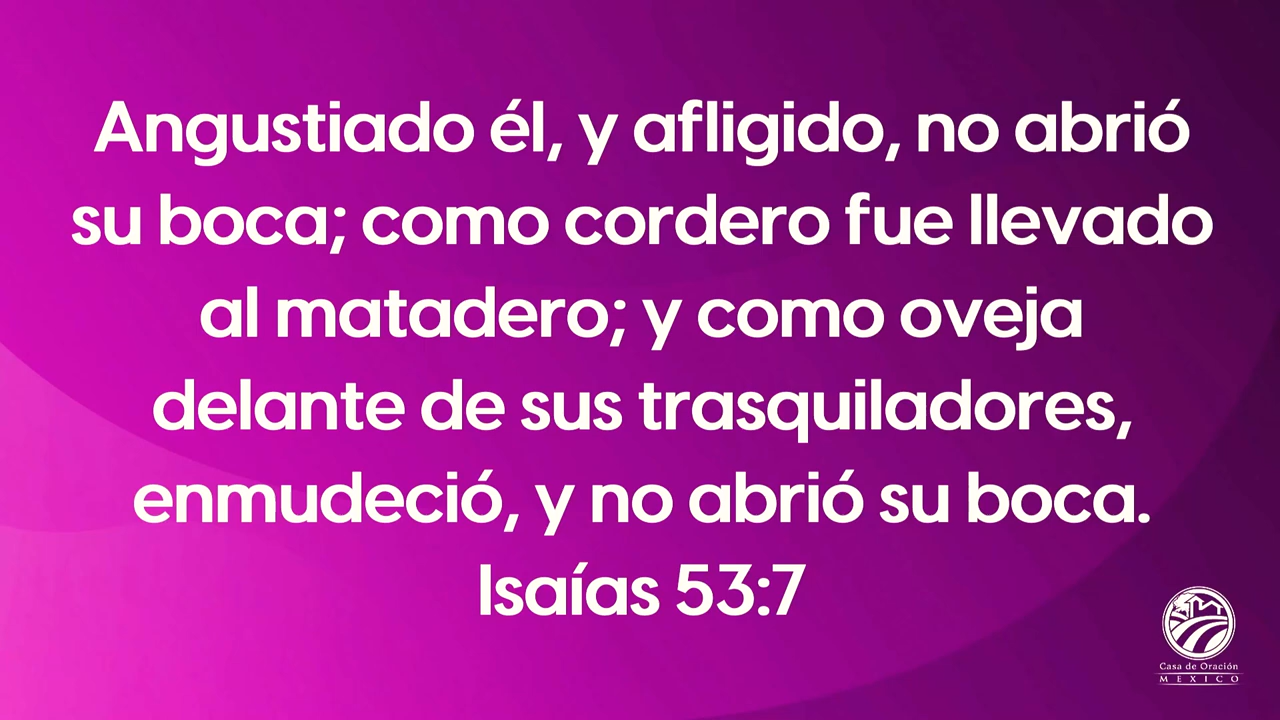 Angustiado él, y afligido, no abrió
su boca; como cordero fue llevado
al matadero; y como oveja
delante de sus trasquiladores,
enmudeció, y no abrió su boca.
Isaías 53:7
Casa de Oración
MEXICO